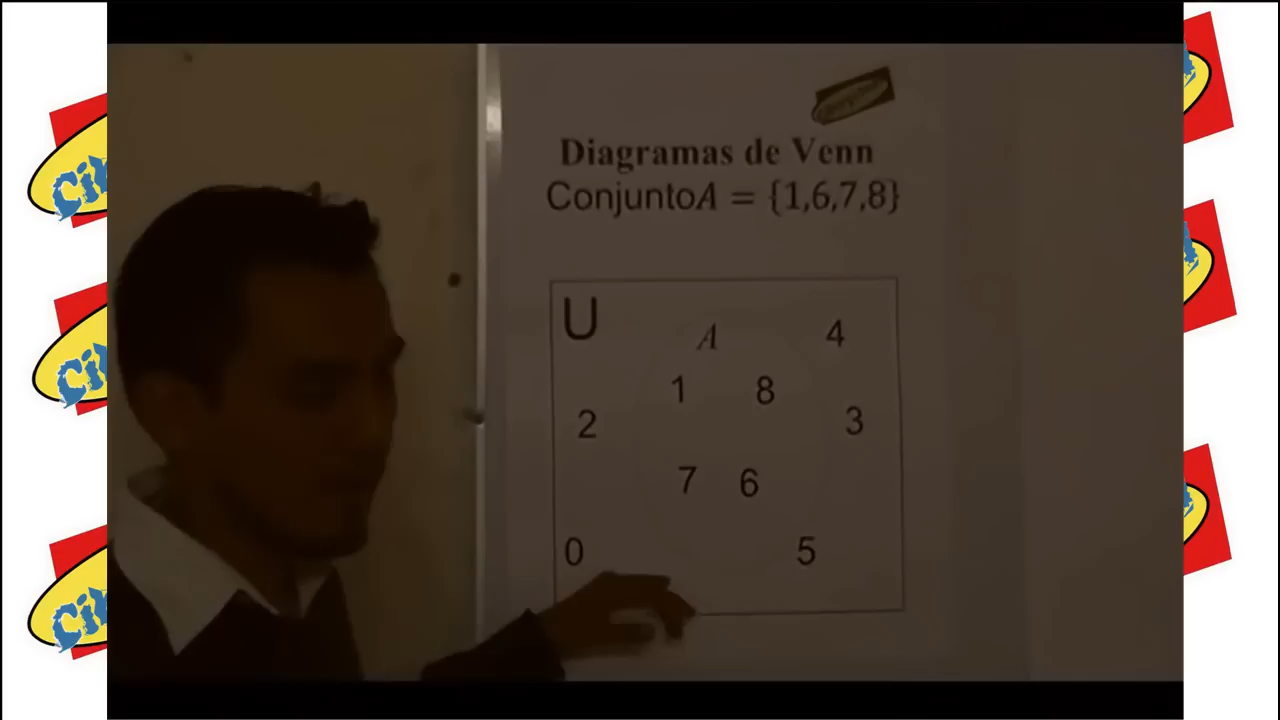 Diagramas de Venn
ConjuntoA = {1,6,7,8}
U
A
4
1 8
2
3
7 6
0
5